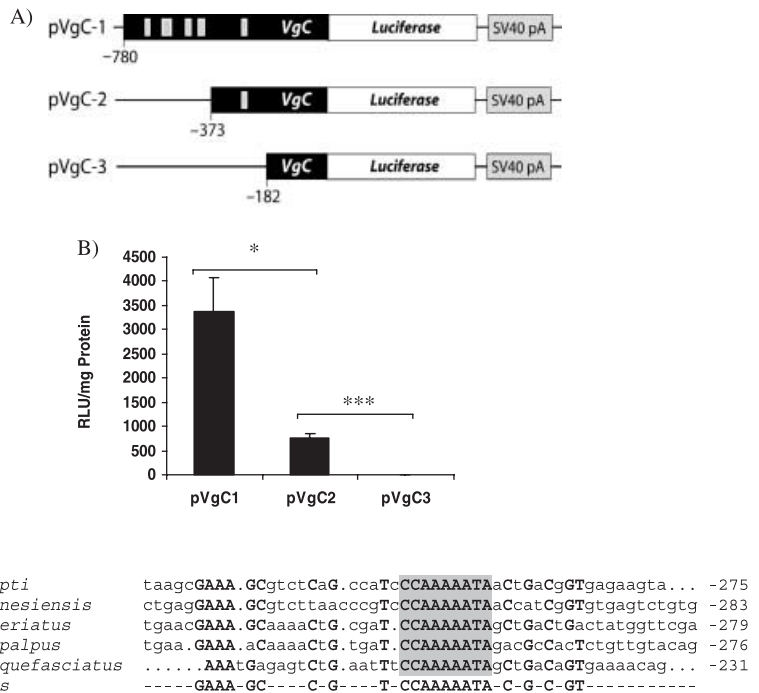 A)
pVgC-1 VgC Luciferase SV40 pA
−780
pVgC-2 VgC Luciferase SV40 pA
−373
pVgC-3 VgC Luciferase SV40 pA
−182
B)
4500
4000
3500
3000
2500
2000
1500
1000
500
0
RLU/mg Protein
*
***
pVgC1 pVgC2 pVgC3
pti taagcGAAA.GCgtctCaG.ccaTcCCAAAAATAaCtGaCgGTgagaagta... -275
nesiensis ctgagGAAA.GCgtcttaacccgTcCCAAAAATAaCcatCgGTgtgagtctgtg -283
eriatus tgaacGAAA.GCaaaaCtG.cgaT.CCAAAAATAgCtgaCtGactatggttcga -279
palpus tgaa.GAAA.aCaaaaCtG.tgaT.CCAAAAATAgacGcCactCtgttgtacag -276
quefasciatus ......AAAtGagagtCtG.aatTtCCAAAAATAgCtgaCaGTgaaaacag... -231
s -----GAAA-GC----C-G----T-CCAAAAATA-C-G-C-GT-----------